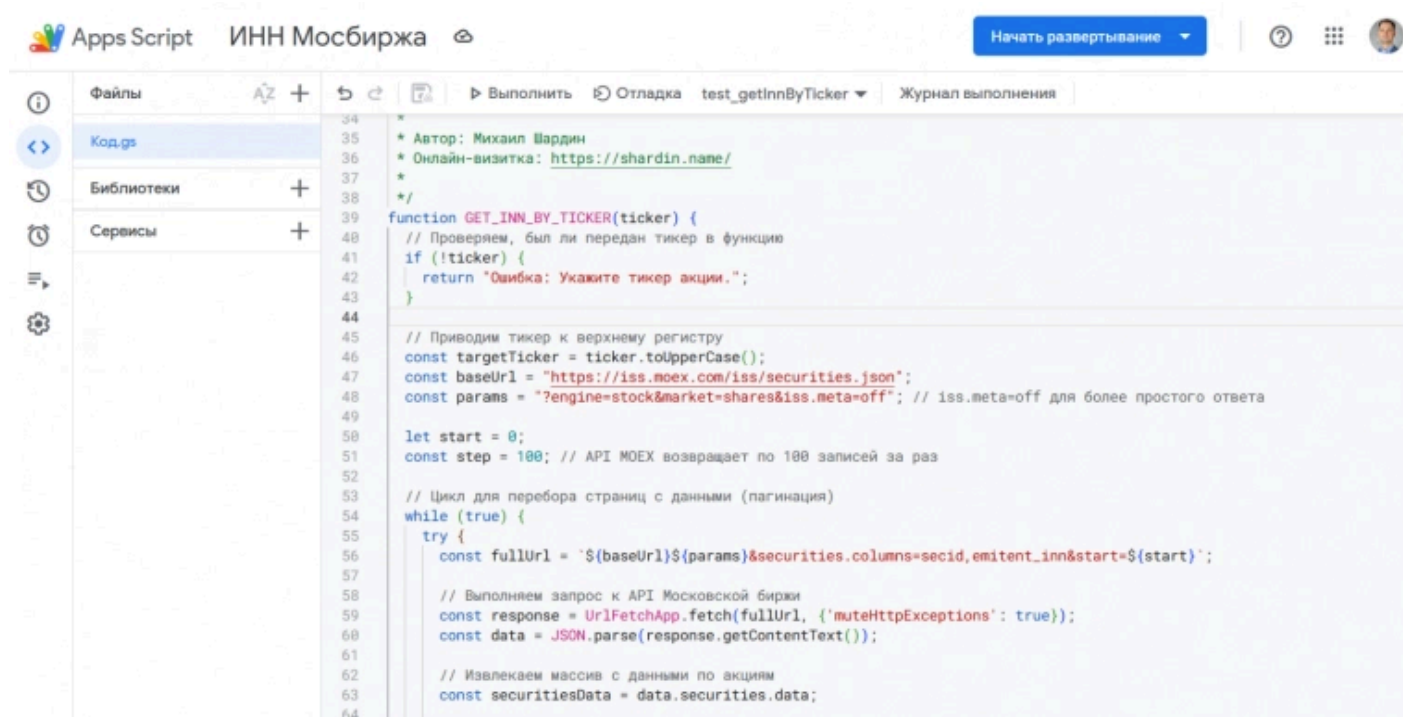 Apps Script ИНН Мосбиржа
Начать развертывание
Файлы
AZ
Выполнить Отладка test_getInnByTicker Журнал выполнения
Код.gs
Библиотеки
Сервисы
34 *
35 * Автор: Михаил Шардин
36 * Онлайн-визитка: https://shardin.name/
37 *
38 */
39 function GET_INN_BY_TICKER(ticker) {
40 // Проверяем, был ли передан тикер в функцию
41 if (!ticker) {
42 return "Ошибка: Укажите тикер акции.";
43 }
44
45 // Приводим тикер к верхнему регистру
46 const targetTicker = ticker.toUpperCase();
47 const baseUrl = "https://iss.moex.com/iss/securities.json";
48 const params = "?engine=stock&market=shares&iss.meta=off"; // iss.meta=off для более простого ответа
49
50 let start = 0;
51 const step = 100; // API MOEX возвращает по 100 записей за раз
52
53 // Цикл для перебора страниц с данными (пагинация)
54 while (true) {
55 try {
56 const fullUrl = `${baseUrl}${params}&securities.columns=secid,emitent_inn&start=${start}`;
57
58 // Выполняем запрос к API Московской биржи
59 const response = UrlFetchApp.fetch(fullUrl, {'muteHttpExceptions': true});
60 const data = JSON.parse(response.getContentText());
61
62 // Извлекаем массив с данными по акциям
63 const securitiesData = data.securities.data;
64